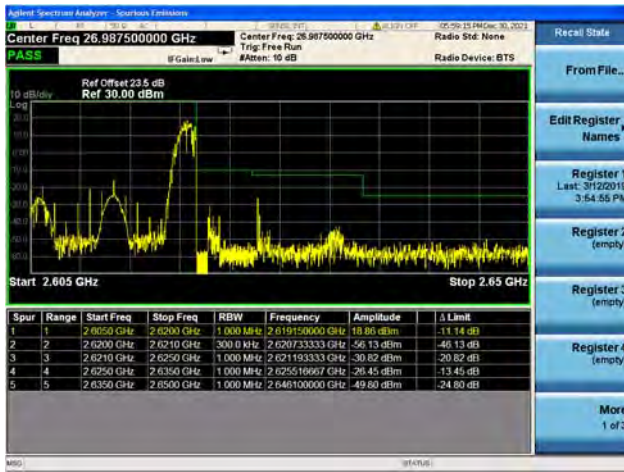 Agilent Spectrum Analyzer - Spurious Emissions
SENSE:INT ALIGN OFF 05:59:15 PM Dec 30, 2021
Center Freq 26.987500000 GHz
Center Freq: 26.987500000 GHz
Radio Std: None
Trig: Free Run
PASS
IFGain:Low
#Atten: 10 dB
Radio Device: BTS
Ref Offset 23.5 dB
10 dB/div Ref 30.00 dBm
Log
Start 2.605 GHz
Stop 2.65 GHz
Spur Range Start Freq Stop Freq RBW Frequency Amplitude Δ Limit
1 1 2.6050 GHz 2.6200 GHz 1.000 MHz 2.619150000 GHz 18.86 dBm -11.14 dB
2 2 2.6200 GHz 2.6210 GHz 300.0 kHz 2.620733333 GHz -56.13 dBm -46.13 dB
3 3 2.6210 GHz 2.6250 GHz 1.000 MHz 2.621193333 GHz -30.82 dBm -20.82 dB
4 4 2.6250 GHz 2.6350 GHz 1.000 MHz 2.625516667 GHz -26.45 dBm -13.45 dB
5 5 2.6350 GHz 2.6500 GHz 1.000 MHz 2.646100000 GHz -49.80 dBm -24.80 dB
MSG
STATUS
Recall State
From File...
Edit Register
Names
Register 1
Last: 3/12/2019
3:54:55 PM
Register 2
(empty)
Register 3
(empty)
Register 4
(empty)
More
1 of 3